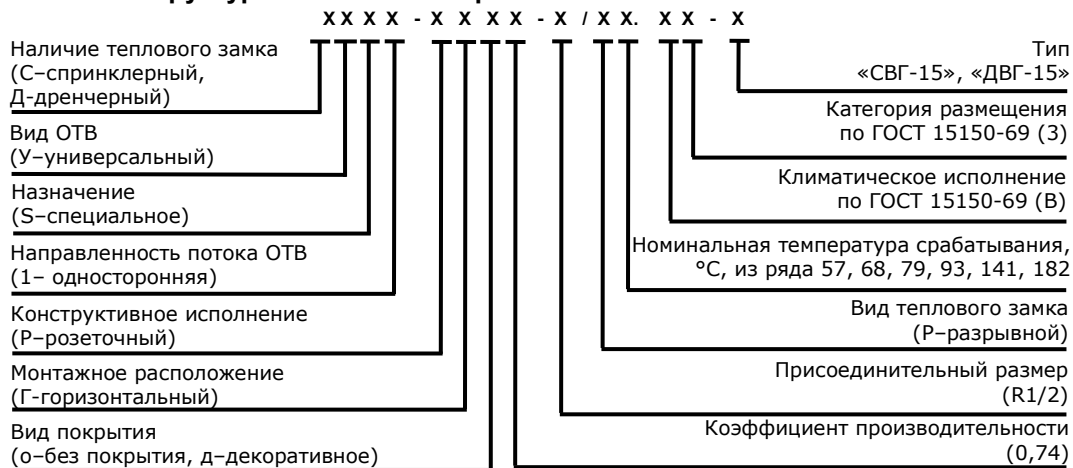 Х Х Х Х - Х Х Х Х - Х / Х Х. Х Х - Х
Наличие теплового замка
(С–спринклерный,
Д-дренчерный)
Вид ОТВ
(У–универсальный)
Назначение
(S–специальное)
Направленность потока ОТВ
(1– односторонняя)
Конструктивное исполнение
(Р–розеточный)
Монтажное расположение
(Г-горизонтальный)
Вид покрытия
(о–без покрытия, д–декоративное)
Тип
«СВГ-15», «ДВГ-15»
Категория размещения
по ГОСТ 15150-69 (3)
Климатическое исполнение
по ГОСТ 15150-69 (В)
Номинальная температура срабатывания,
°С, из ряда 57, 68, 79, 93, 141, 182
Вид теплового замка
(Р–разрывной)
Присоединительный размер
(R1/2)
Коэффициент производительности
(0,74)